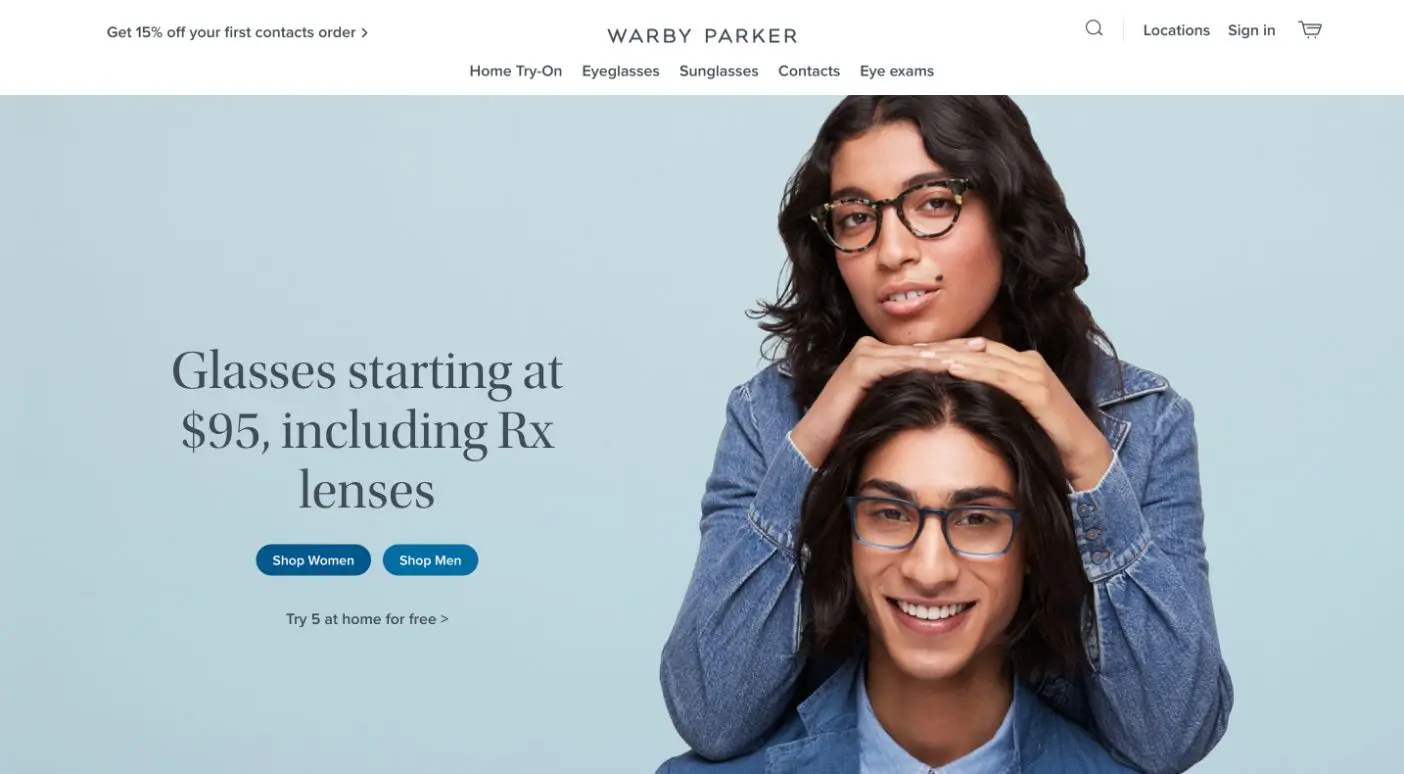 Get 15% off your first contacts order >
WARBY PARKER
Locations
Sign in
Home Try-On
Eyeglasses
Sunglasses
Contacts
Eye exams
Glasses starting at
$95, including Rx
lenses
Shop Women
Shop Men
Try 5 at home for free >